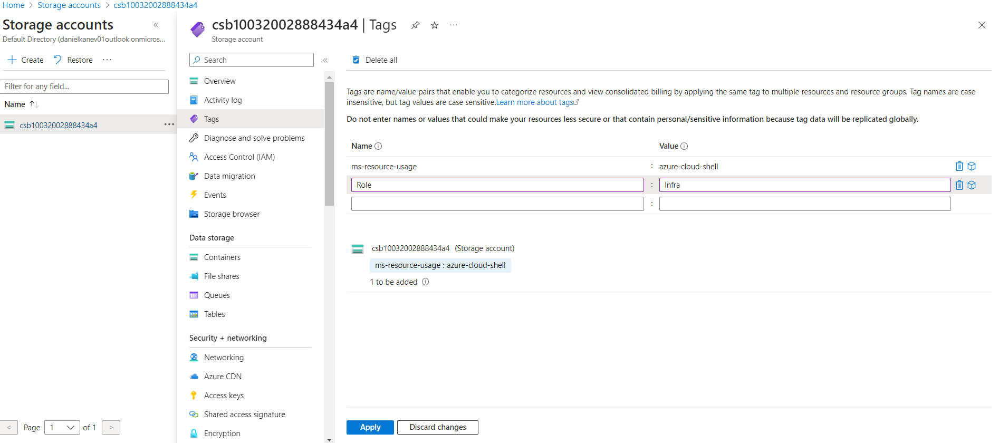 Home > Storage accounts > csb10032002888434a4
Storage accounts «
Default Directory (danielkanev01outlook.onmicros...
+ Create Restore ...
Filter for any field...
Name ↑↓
csb10032002888434a4 ...
< Page 1 of 1 >
csb10032002888434a4 | Tags ...
Storage account
Search «
Overview
Activity log
Tags
Diagnose and solve problems
Access Control (IAM)
Data migration
Events
Storage browser
Data storage
Containers
File shares
Queues
Tables
Security + networking
Networking
Azure CDN
Access keys
Shared access signature
Encryption
Delete all
Tags are name/value pairs that enable you to categorize resources and view consolidated billing by applying the same tag to multiple resources and resource groups. Tag names are case
insensitive, but tag values are case sensitive.Learn more about tags
Do not enter names or values that could make your resources less secure or that contain personal/sensitive information because tag data will be replicated globally.
Name Value
ms-resource-usage : azure-cloud-shell
Role : Infra
:
csb10032002888434a4 (Storage account)
ms-resource-usage : azure-cloud-shell
1 to be added
Apply Discard changes